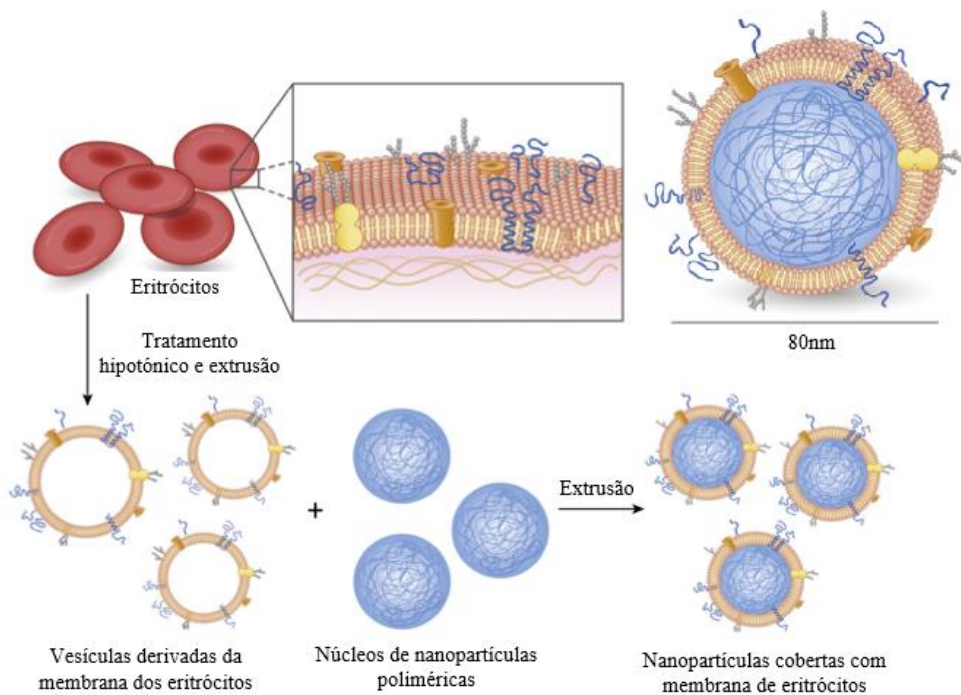 Eritrócitos
80nm
Tratamento
hipotónico e extrusão
+
Extrusão
Vesículas derivadas da
membrana dos eritrócitos
Núcleos de nanopartículas
poliméricas
Nanopartículas cobertas com
membrana de eritrócitos